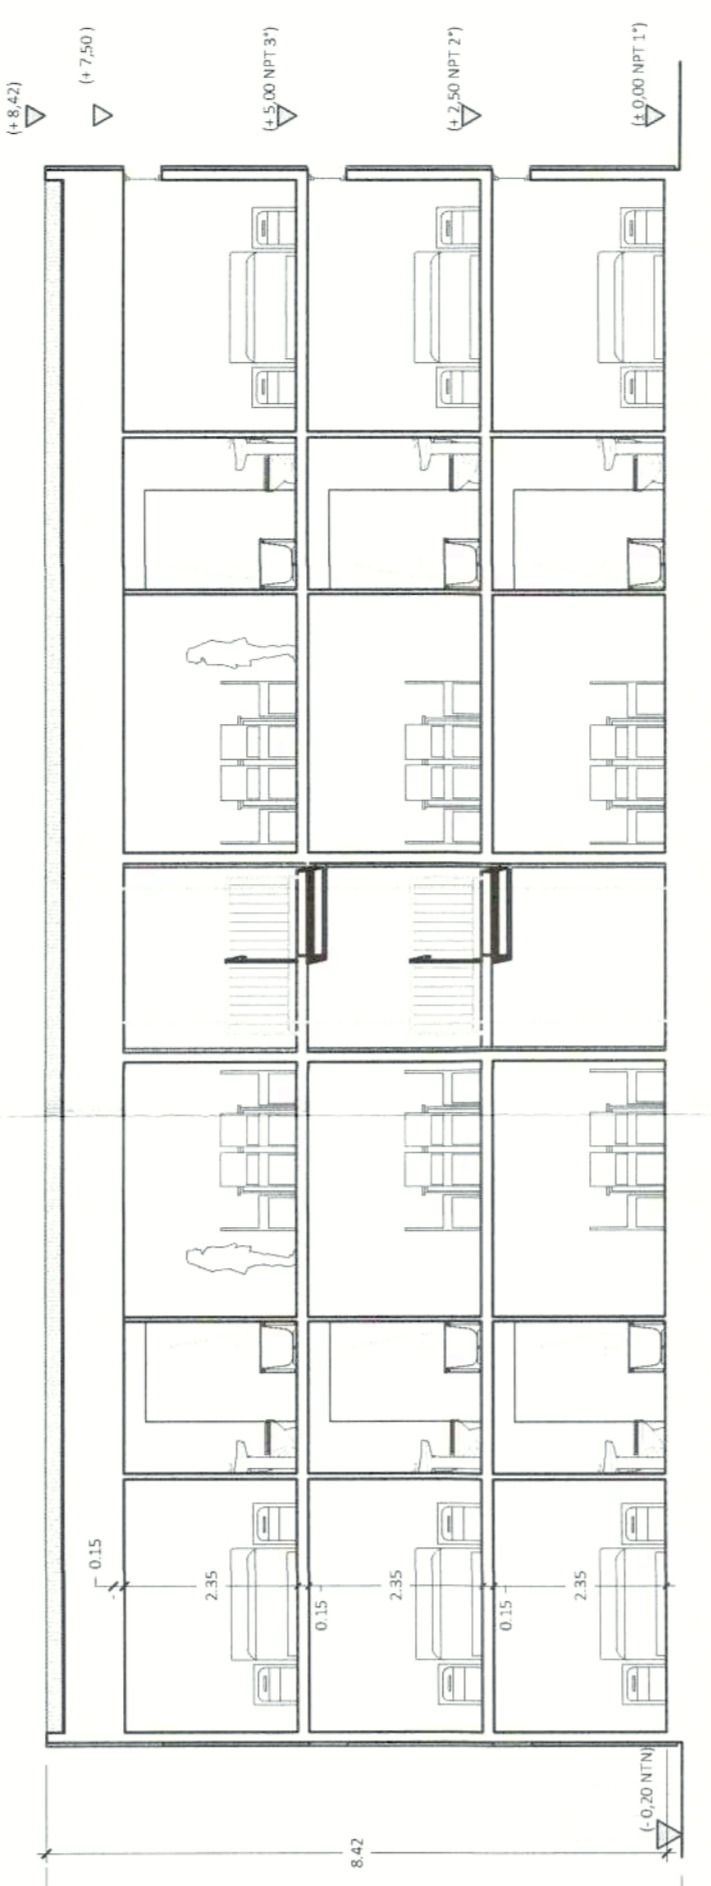 (+ 8,42)
(+ 7,50 )
(+ 5,00 NPT 3°)
(+ 2,50 NPT 2°)
(± 0,00 NPT 1°)
0.15
2.35
0.15
2.35
0.15
2.35
(- 0,20 NTN)
8.42